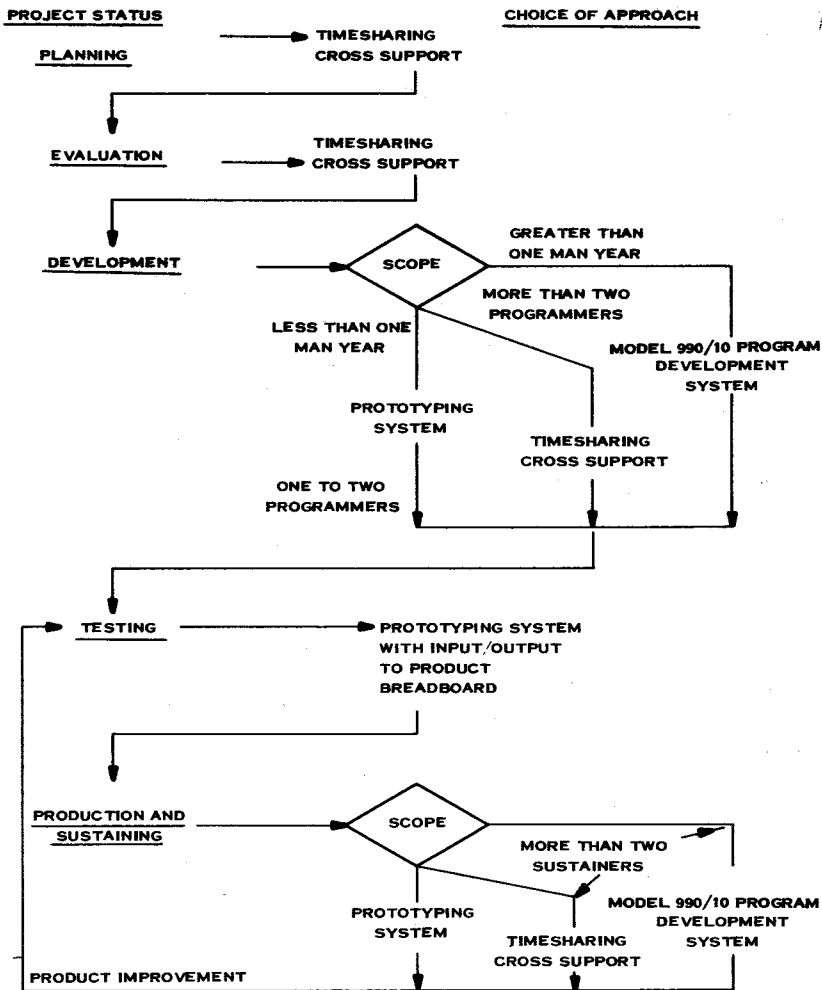 PROJECT STATUS
CHOICE OF APPROACH
PLANNING
TIMESHARING
CROSS SUPPORT
EVALUATION
TIMESHARING
CROSS SUPPORT
DEVELOPMENT
SCOPE
GREATER THAN
ONE MAN YEAR
MORE THAN TWO
PROGRAMMERS
LESS THAN ONE
MAN YEAR
MODEL 990/10 PROGRAM
DEVELOPMENT
SYSTEM
PROTOTYPING
SYSTEM
TIMESHARING
CROSS SUPPORT
ONE TO TWO
PROGRAMMERS
TESTING
PROTOTYPING SYSTEM
WITH INPUT/OUTPUT
TO PRODUCT
BREADBOARD
PRODUCTION AND
SUSTAINING
SCOPE
MORE THAN TWO
SUSTAINERS
PROTOTYPING
SYSTEM
MODEL 990/10 PROGRAM
DEVELOPMENT
SYSTEM
TIMESHARING
CROSS SUPPORT
PRODUCT IMPROVEMENT